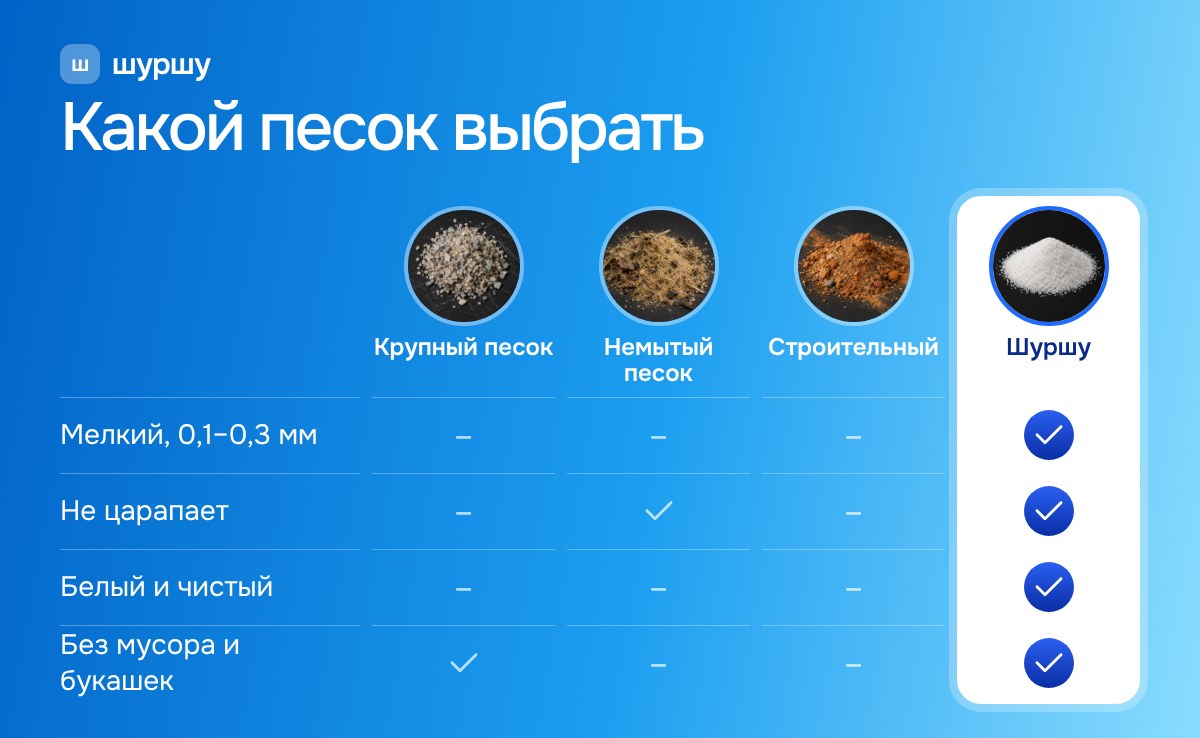 ш шуршу
Какой песок выбрать
Крупный песок
Немытый
песок
Строительный
Шуршу
Мелкий, 0,1–0,3 мм
– – –
Не царапает
– –
Белый и чистый
– – –
Без мусора и
букашек
– –